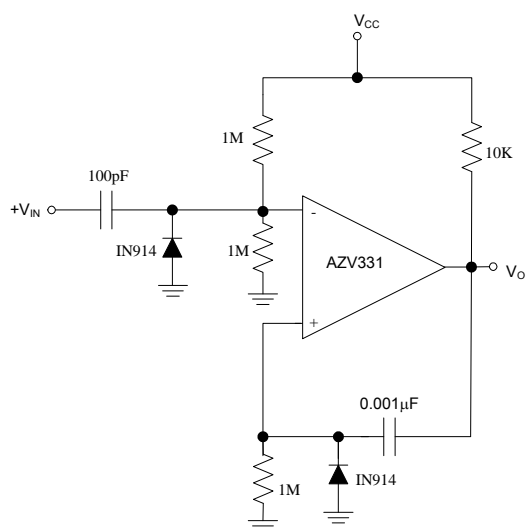 V_CC
1M
10K
100pF
+V_IN
-
IN914
1M
AZV331
V_O
+
0.001µF
1M
IN914